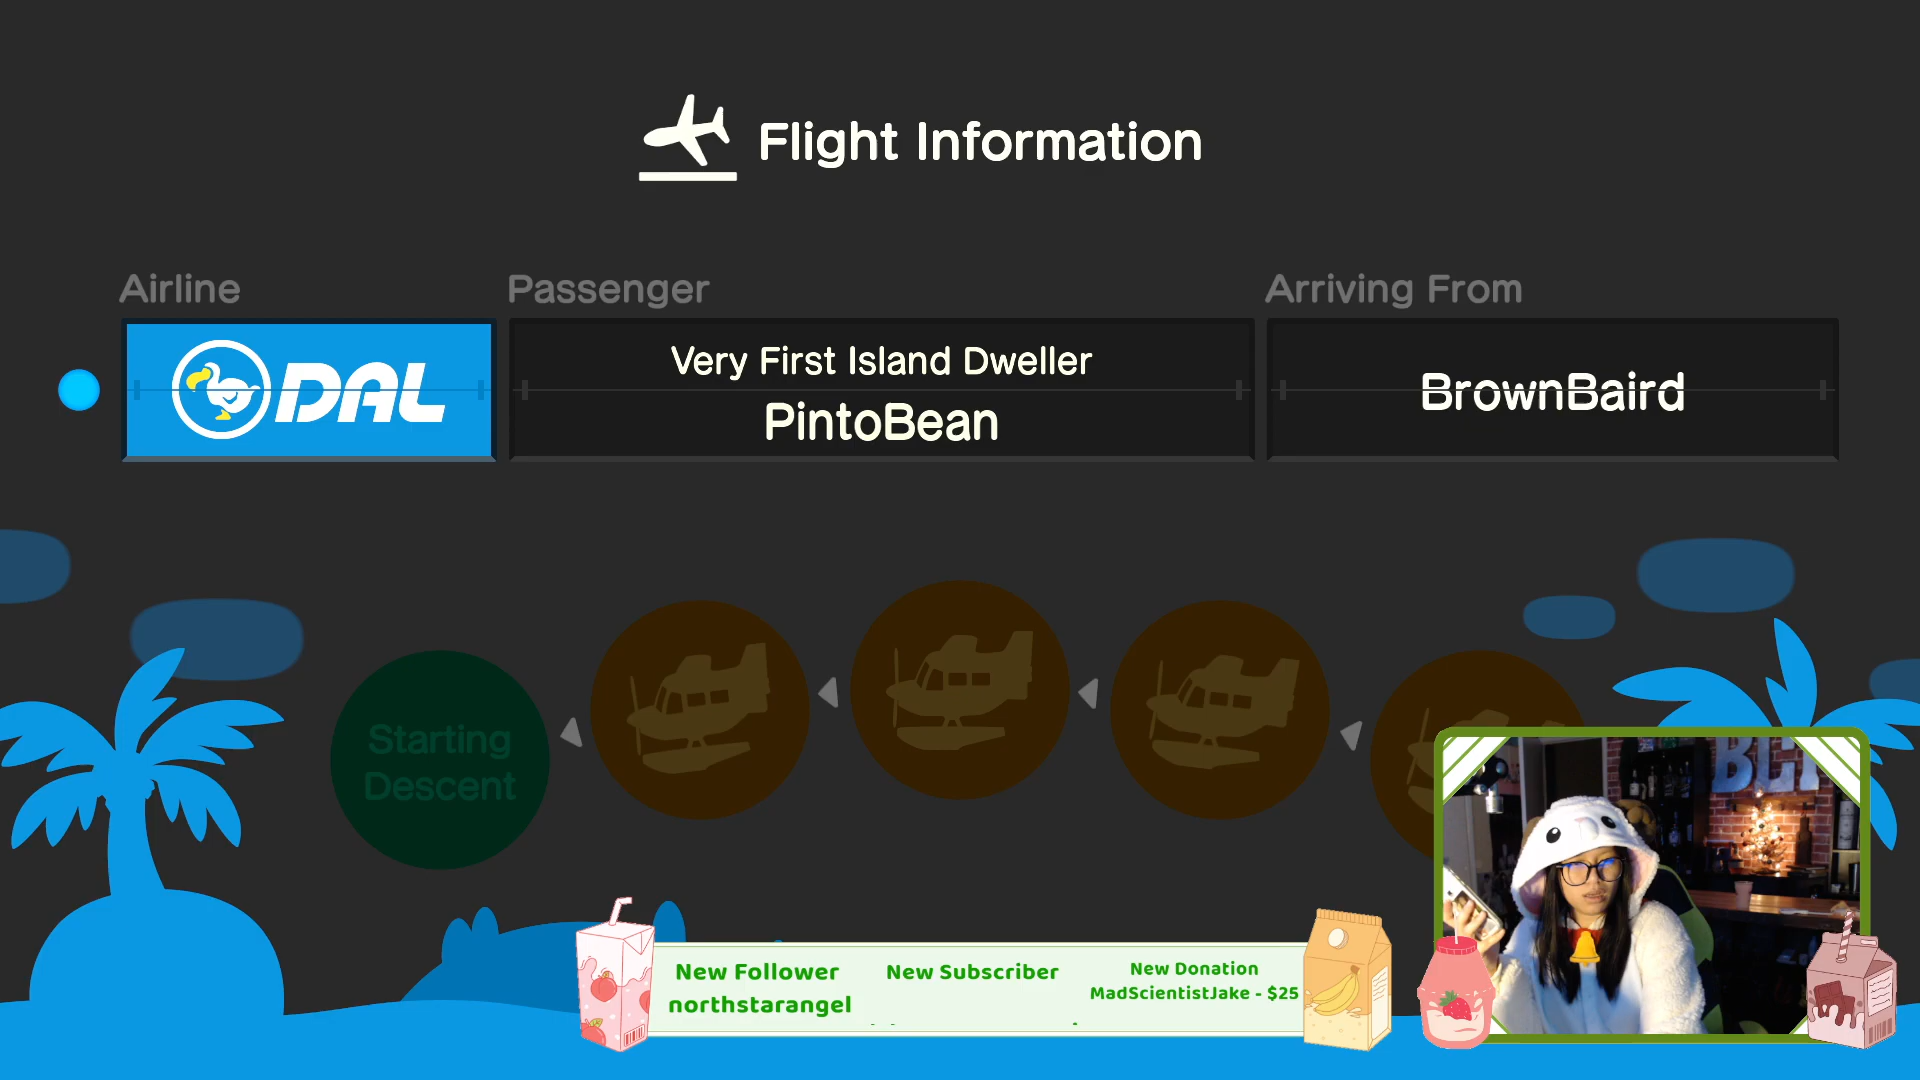 Flight Information
Airline
Passenger
Arriving From
DAL
Very First Island Dweller
PintoBean
BrownBaird
Starting
Descent
New Follower
northstarangel
New Subscriber
New Donation
MadScientistJake - $25